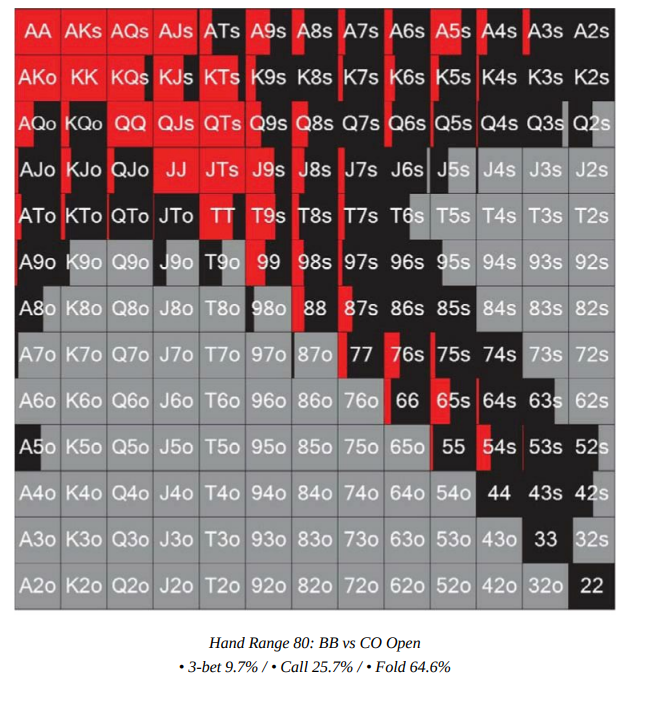 AA AKs AQs AJs ATs A9s A8s A7s A6s A5s A4s A3s A2s
AKo KK KQs KJs KTs K9s K8s K7s K6s K5s K4s K3s K2s
AQo KQo QQ QJs QTs Q9s Q8s Q7s Q6s Q5s Q4s Q3s Q2s
AJo KJo QJo JJ JTs J9s J8s J7s J6s J5s J4s J3s J2s
ATo KTo QTo JTo TT T9s T8s T7s T6s T5s T4s T3s T2s
A9o K9o Q9o J9o T9o 99 98s 97s 96s 95s 94s 93s 92s
A8o K8o Q8o J8o T8o 98o 88 87s 86s 85s 84s 83s 82s
A7o K7o Q7o J7o T7o 97o 87o 77 76s 75s 74s 73s 72s
A6o K6o Q6o J6o T6o 96o 86o 76o 66 65s 64s 63s 62s
A5o K5o Q5o J5o T5o 95o 85o 75o 65o 55 54s 53s 52s
A4o K4o Q4o J4o T4o 94o 84o 74o 64o 54o 44 43s 42s
A3o K3o Q3o J3o T3o 93o 83o 73o 63o 53o 43o 33 32s
A2o K2o Q2o J2o T2o 92o 82o 72o 62o 52o 42o 32o 22
Hand Range 80: BB vs CO Open
• 3-bet 9.7% / • Call 25.7% / • Fold 64.6%